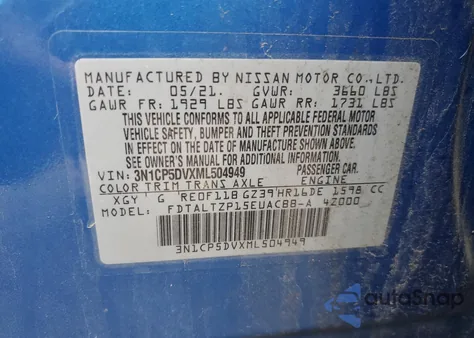 MANUFACTURED BY NISSAN MOTOR CO.,LTD.
DATE: 05/21. GVWR: 3660 LBS
GAWR FR: 1929 LBS GAWR RR: 1731 LBS
THIS VEHICLE CONFORMS TO ALL APPLICABLE FEDERAL MOTOR
VEHICLE SAFETY, BUMPER AND THEFT PREVENTION STANDARDS
IN EFFECT ON THE DATE OF MANUFACTURE SHOWN ABOVE.
SEE OWNER'S MANUAL FOR ADDITIONAL INFORMATION.
VIN: 3N1CP5DVXML504949 PASSENGER CAR
COLOR TRIM TRANS AXLE ENGINE
XGY G RE0F11B GZ39 HR16DE 1598 CC
MODEL: FDTALTZP15EUACBB-A 4Z000
3N1CP5DVXML504949
autoSnap